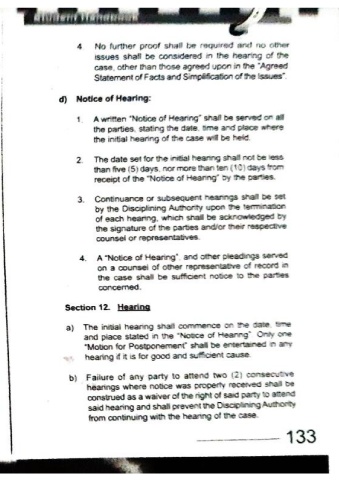 Student Handbook
4 No further proof shall be required and no other
issues shall be considered in the hearing of the
case, other than those agreed upon in the "Agreed
Statement of Facts and Simplification of the Issues".
d) Notice of Hearing:
1. A written "Notice of Hearing" shall be served on all
the parties, stating the date, time and place where
the initial hearing of the case will be held.
2. The date set for the initial hearing shall not be less
than five (5) days, nor more than ten (10) days from
receipt of the "Notice of Hearing" by the parties.
3. Continuance or subsequent hearings shall be set
by the Disciplining Authority upon the termination
of each hearing, which shall be acknowledged by
the signature of the parties and/or their respective
counsel or representatives.
4. A "Notice of Hearing", and other pleadings served
on a counsel of other representative of record in
the case shall be sufficient notice to the parties
concerned.
Section 12. Hearing
a) The initial hearing shall commence on the date, time
and place stated in the "Notice of Hearing" Only one
"Motion for Postponement" shall be entertained in any
hearing if it is for good and sufficient cause.
b) Failure of any party to attend two (2) consecutive
hearings where notice was properly received shall be
construed as a waiver of the right of said party to attend
said hearing and shall prevent the Disciplining Authority
from continuing with the hearing of the case.
133